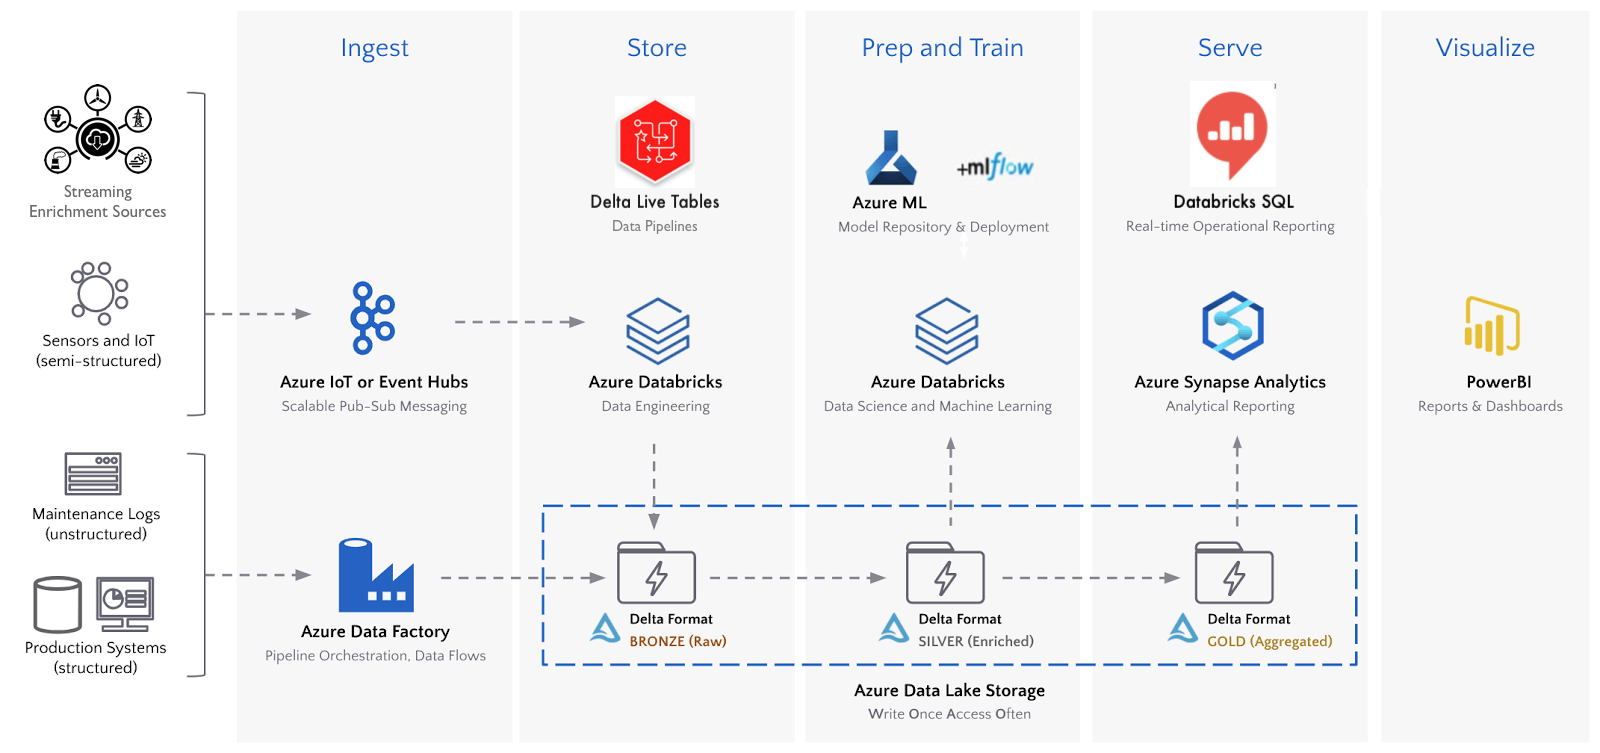 Ingest
Store
Prep and Train
Serve
Visualize
Streaming
Enrichment Sources
Sensors and IoT
(semi-structured)
Maintenance Logs
(unstructured)
Production Systems
(structured)
Azure IoT or Event Hubs
Scalable Pub-Sub Messaging
Azure Data Factory
Pipeline Orchestration, Data Flows
Delta Live Tables
Data Pipelines
Azure Databricks
Data Engineering
+mlflow
Azure ML
Model Repository & Deployment
Azure Databricks
Data Science and Machine Learning
Databricks SQL
Real-time Operational Reporting
Azure Synapse Analytics
Analytical Reporting
PowerBI
Reports & Dashboards
Delta Format
BRONZE (Raw)
Delta Format
SILVER (Enriched)
Delta Format
GOLD (Aggregated)
Azure Data Lake Storage
Write Once Access Often